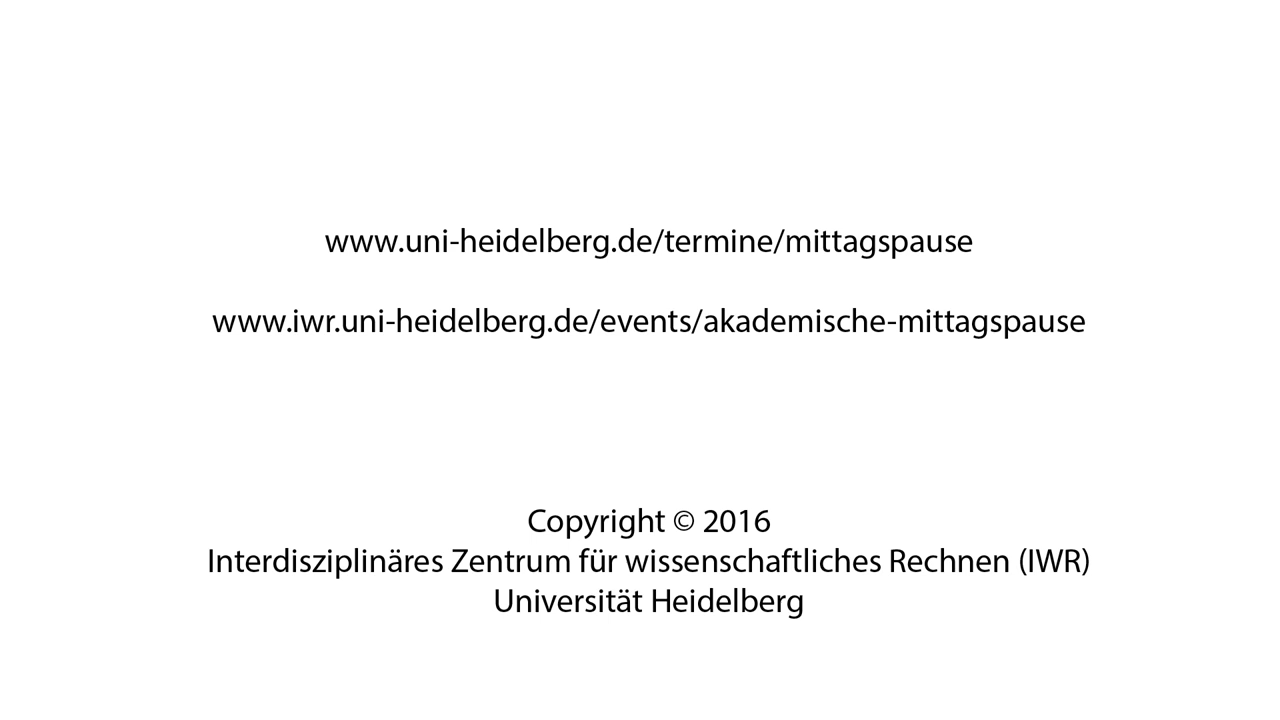 www.uni-heidelberg.de/termine/mittagspause
www.iwr.uni-heidelberg.de/events/akademische-mittagspause
Copyright © 2016
Interdisziplinäres Zentrum für wissenschaftliches Rechnen (IWR)
Universität Heidelberg